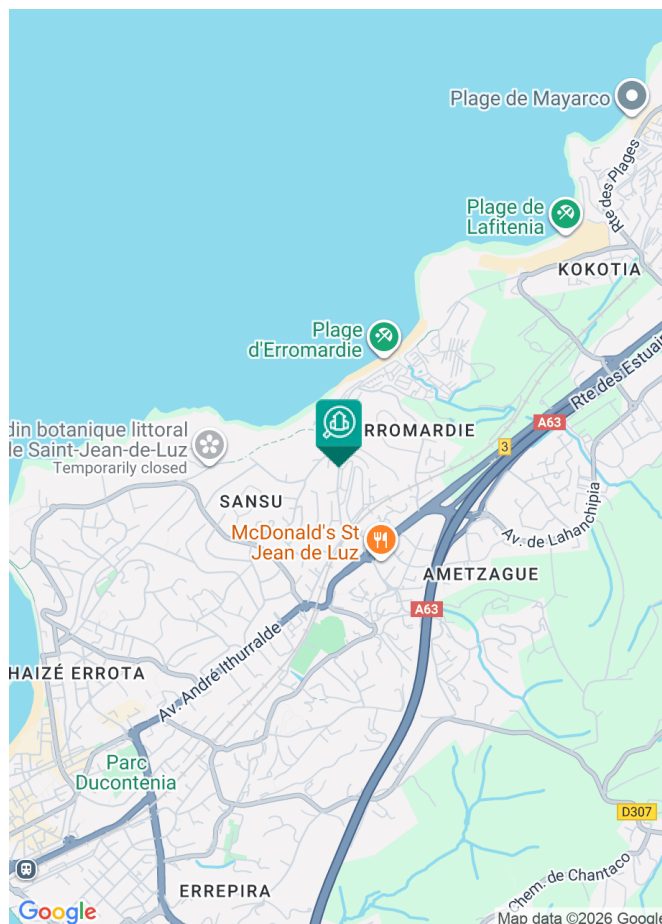 Plage de Mayarco
Rte des Plages
Plage de
Lafitenia
KOKOTIA
Plage
d'Erromardie
Rte des Estuair
A63
din botanique littoral
le Saint-Jean-de-Luz
Temporarily closed
RROMARDIE
3
SANSU
McDonald's St
Jean de Luz
Av. de Lahanchipia
AMETZAGUE
A63
HAIZÉ ERROTA
Av. André Ithurralde
Parc
Ducontenia
D307
Chem. de Chantaco
ERREPIRA
Google
Map data ©2026 Google